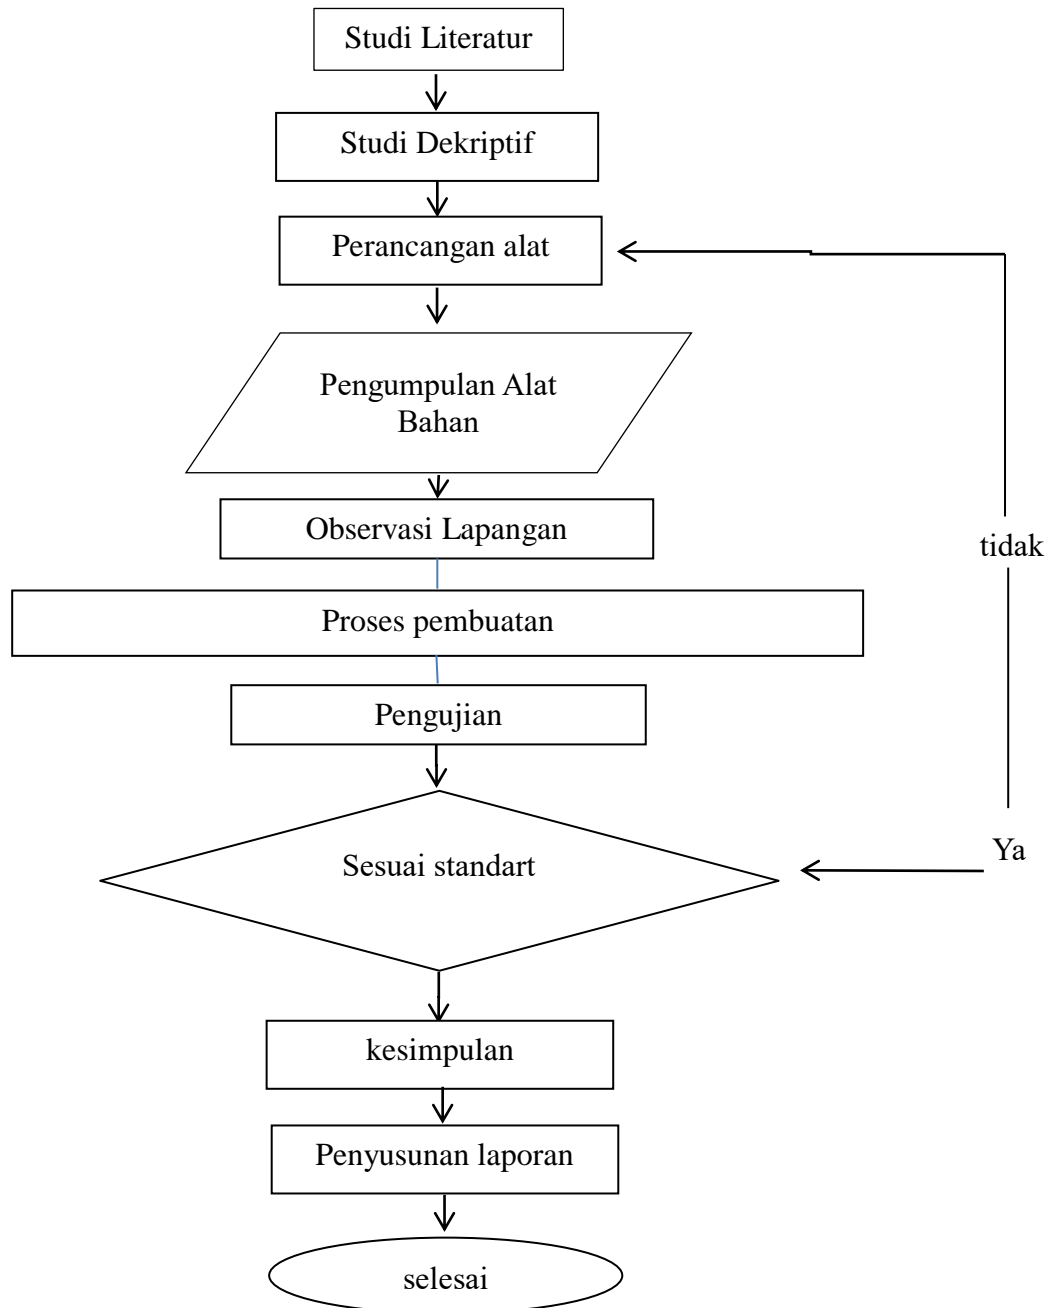 Studi Literatur
Studi Dekriptif
Perancangan alat
Pengumpulan Alat
Bahan
Observasi Lapangan
tidak
Proses pembuatan
Pengujian
Ya
Sesuai standart
kesimpulan
Penyusunan laporan
selesai